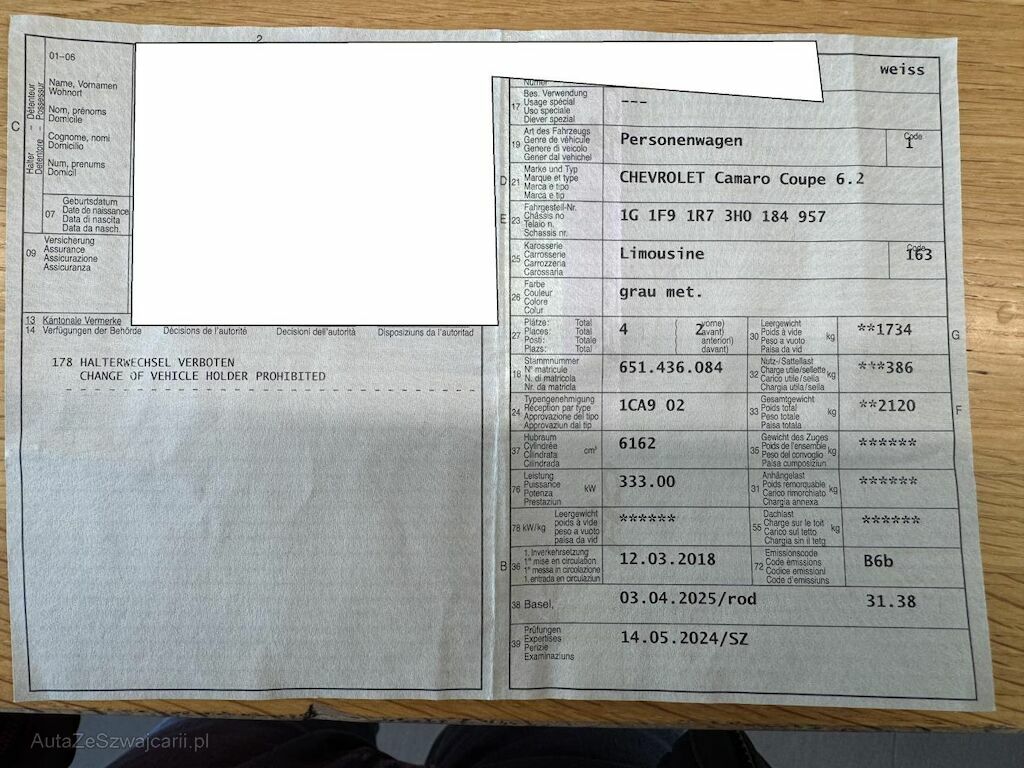 2
01-06
Halter - Détenteur
Detentore - Possessur
C
Name, Vornamen
Wohnort
Nom, prénoms
Domicile
Cognome, nomi
Domicilio
Num, prenums
Domicil
07
Geburtsdatum
Date de naissance
Data di nascita
Data da nasch.
09
Versicherung
Assurance
Assicurazione
Assicuranza
13 Kantonale Vermerke
14 Verfügungen der Behörde Décisions de l'autorité Decisioni dell'autorità Disposiziuns da l'autoritad
178 HALTERWECHSEL VERBOTEN
CHANGE OF VEHICLE HOLDER PROHIBITED
weiss
Numer
17 Bes. Verwendung
Usage spécial
Uso speciale
Diever spezial
---
19 Art des Fahrzeugs
Genre de véhicule
Genere di veicolo
Gener dal vehichel
Personenwagen
Code
1
D 21 Marke und Typ
Marque et type
Marca e tipo
Marca e tip
CHEVROLET Camaro Coupe 6.2
E 23 Fahrgestell-Nr.
Châssis no
Telaio n.
Schassis nr.
1G 1F9 1R7 3H0 184 957
25 Karosserie
Carrosserie
Carrozzeria
Carossaria
Limousine
Code
163
26 Farbe
Couleur
Colore
Colur
grau met.
27 Plätze: Total
Places: Total
Posti: Totale
Plazs: Total
4
2
vorne)
avant)
anteriori)
davant)
30 Leergewicht
Poids à vide
Peso a vuoto
Paisa da vid
kg
**1734
G
18 Stammnummer
N° matricule
N. di matricola
Nr. da matricla
651.436.084
32 Nutz-/Sattellast
Charge utile/sellette
Carico utile/sella
Chargia utila/sella
kg
***386
24 Typengenehmigung
Réception par type
Approvazione del tipo
Approvaziun dal tip
1CA9 02
33 Gesamtgewicht
Poids total
Peso totale
Paisa totala
kg
**2120
F
37 Hubraum
Cylindrée
Cilindrata
Cilindrada
cm³
6162
35 Gewicht des Zuges
Poids de l'ensemble
Peso del convoglio
Paisa cumposiziun
kg
******
76 Leistung
Puissance
Potenza
Prestaziun
kW
333.00
31 Anhängelast
Poids remorquable
Carico rimorchiato
Chargia annexa
kg
******
78 kW/kg
Leergewicht
poids à vide
peso a vuoto
paisa da vid
******
55 Dachlast
Charge sur le toit
Carico sul tetto
Chargia sin il tetg
kg
******
B 36 1. Inverkehrsetzung
1re mise en circulation
1a messa in circolazione
1. entrada en circulaziun
12.03.2018
72 Emissionscode
Code émissions
Codice emissioni
Code d'emissiuns
B6b
38 Basel,
03.04.2025/rod
31.38
39 Prüfungen
Expertises
Perizie
Examinaziuns
14.05.2024/SZ
AutaZeSzwajcarii.pl